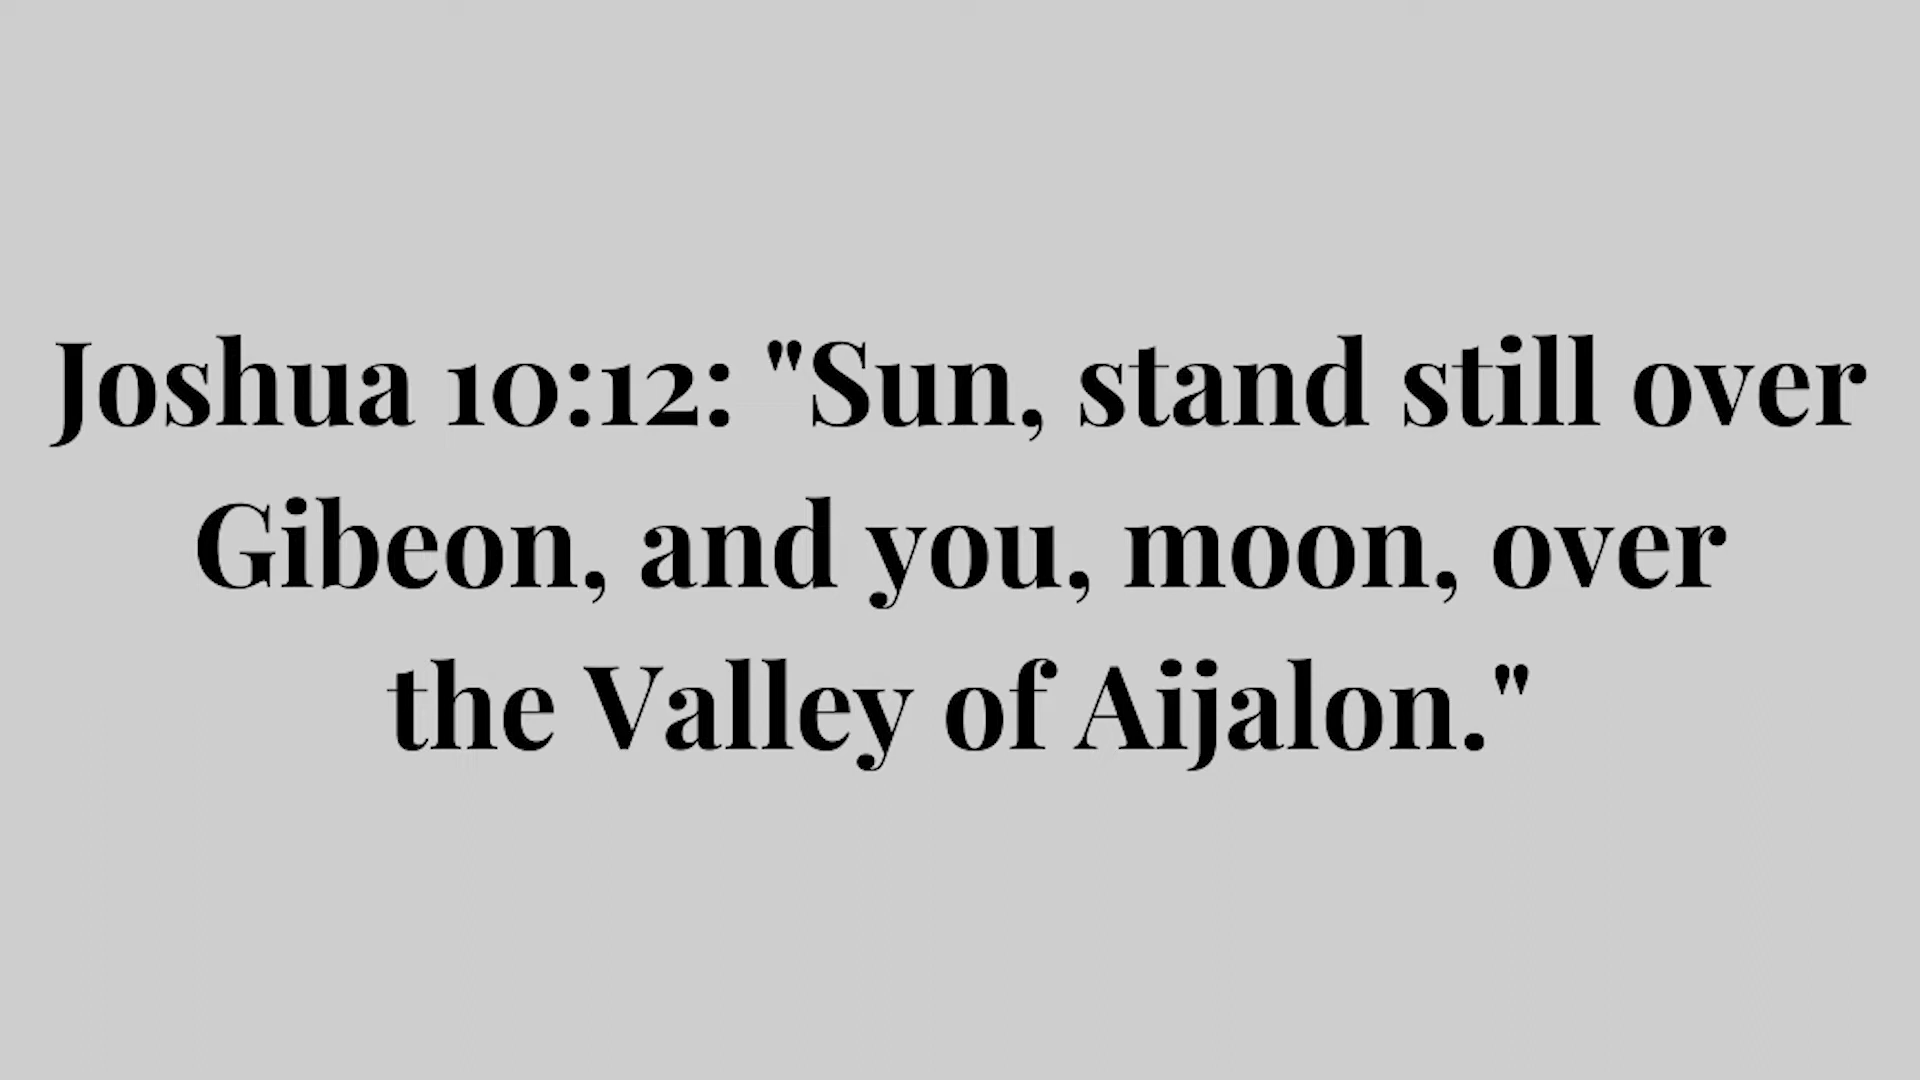 Joshua 10:12: "Sun, stand still over
Gibeon, and you, moon, over
the Valley of Aijalon."